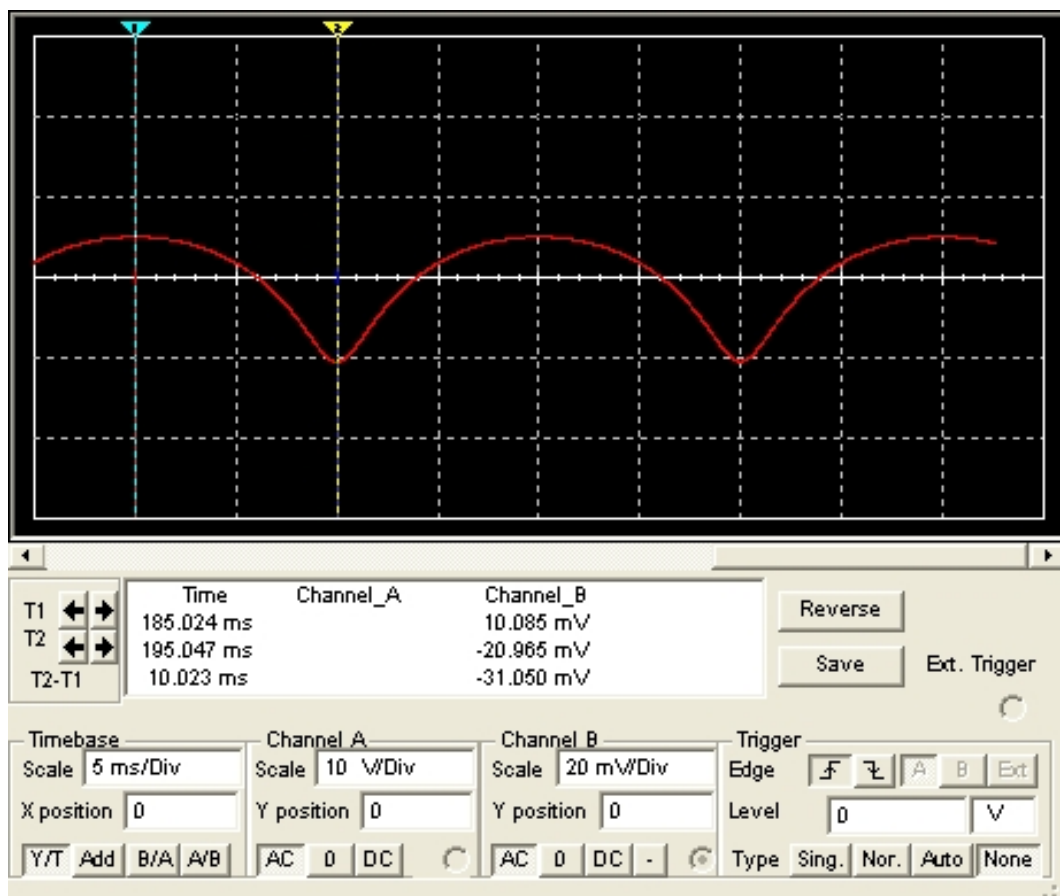 1 2
Time Channel_A Channel_B
T1 185.024 ms 10.085 mV
T2 195.047 ms -20.965 mV
T2-T1 10.023 ms -31.050 mV
Reverse
Save
Ext. Trigger
Timebase
Scale 5 ms/Div
X position 0
Y/T Add B/A A/B
Channel A
Scale 10 V/Div
Y position 0
AC 0 DC
Channel B
Scale 20 mV/Div
Y position 0
AC 0 DC -
Trigger
Edge A B Ext
Level 0 V
Type Sing. Nor. Auto None